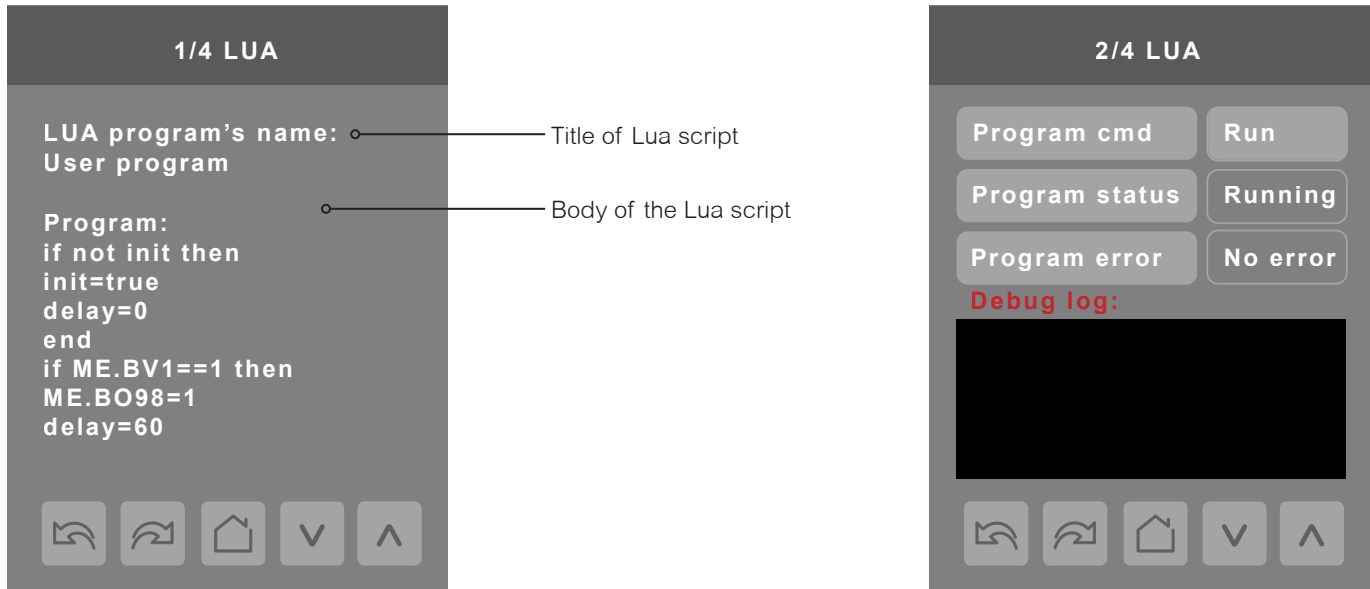 1/4 LUA
LUA program’s name:
User program
Program:
if not init then
init=true
delay=0
end
if ME.BV1==1 then
ME.BO98=1
delay=60
Title of Lua script
Body of the Lua script
2/4 LUA
Program cmd Run
Program status Running
Program error No error
Debug log: